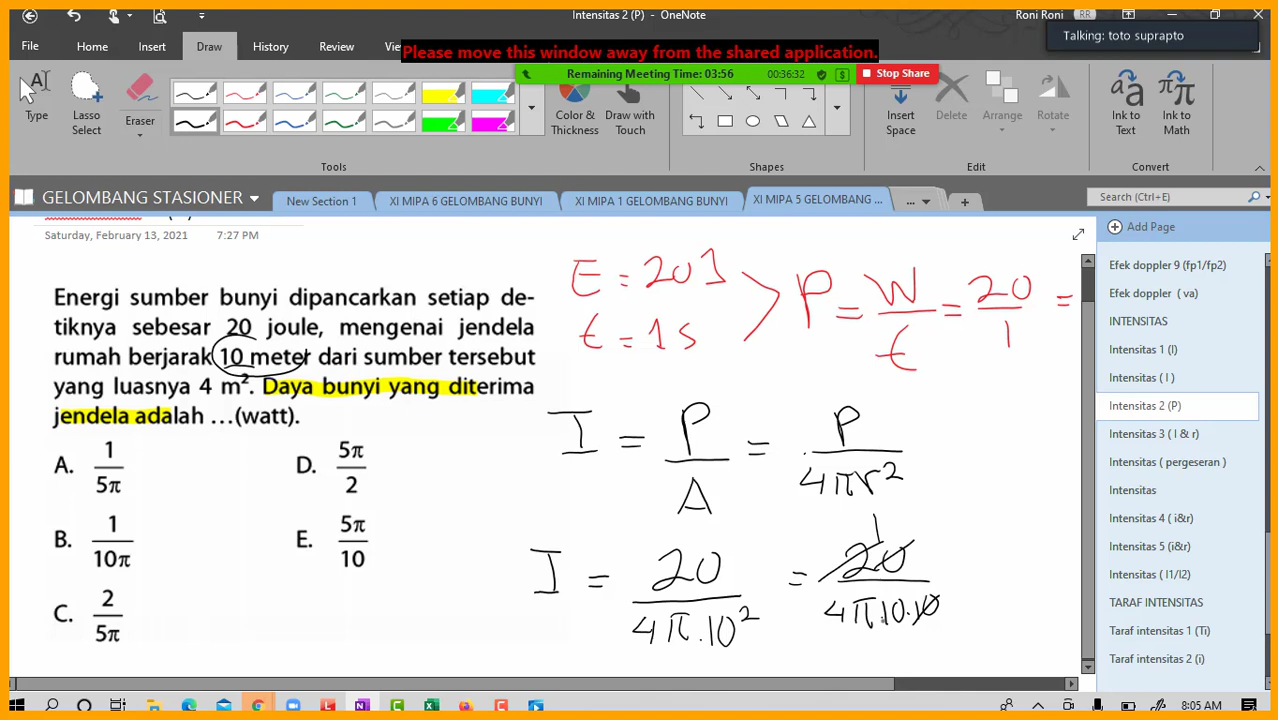 Intensitas 2 (P) - OneNote
Roni Roni RR
Talking: toto suprapto
File Home Insert Draw History Review
Please move this window away from the shared application.
Remaining Meeting Time: 03:56 00:36:32 Stop Share
Type
Lasso Select
Eraser
Color & Thickness
Draw with Touch
Insert Space
Delete
Arrange
Rotate
Ink to Text
Ink to Math
Tools Shapes Edit Convert
GELOMBANG STASIONER New Section 1 XI MIPA 6 GELOMBANG BUNYI XI MIPA 1 GELOMBANG BUNYI XI MIPA 5 GELOMBANG ... ... Search (Ctrl+E)
Saturday, February 13, 2021 7:27 PM
Energi sumber bunyi dipancarkan setiap de-
tiknya sebesar 20 joule, mengenai jendela
rumah berjarak 10 meter dari sumber tersebut
yang luasnya 4 m². Daya bunyi yang diterima
jendela adalah ...(watt).
A. 1/5π
B. 1/10π
C. 2/5π
D. 5π/2
E. 5π/10
E = 20 J
t = 1 s
> P = W/t = 20/1 =
I = P/A = P/4πr²
I = 20/4π.10² = 20/4π10.10
1
Add Page
Efek doppler 9 (fp1/fp2)
Efek doppler ( va)
INTENSITAS
Intensitas 1 (I)
Intensitas ( I )
Intensitas 2 (P)
Intensitas 3 ( I & r)
Intensitas ( pergeseran )
Intensitas
Intensitas 4 ( i&r)
Intensitas 5 (i&r)
Intensitas ( I1/I2)
TARAF INTENSITAS
Taraf intensitas 1 (Ti)
Taraf intensitas 2 (i)
8:05 AM